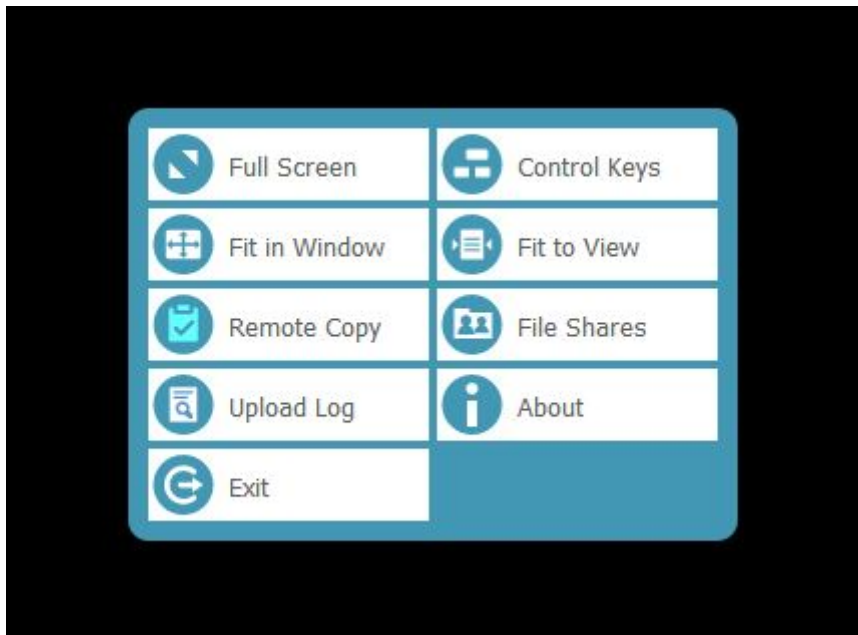 Full Screen
Control Keys
Fit in Window
Fit to View
Remote Copy
File Shares
Upload Log
About
Exit